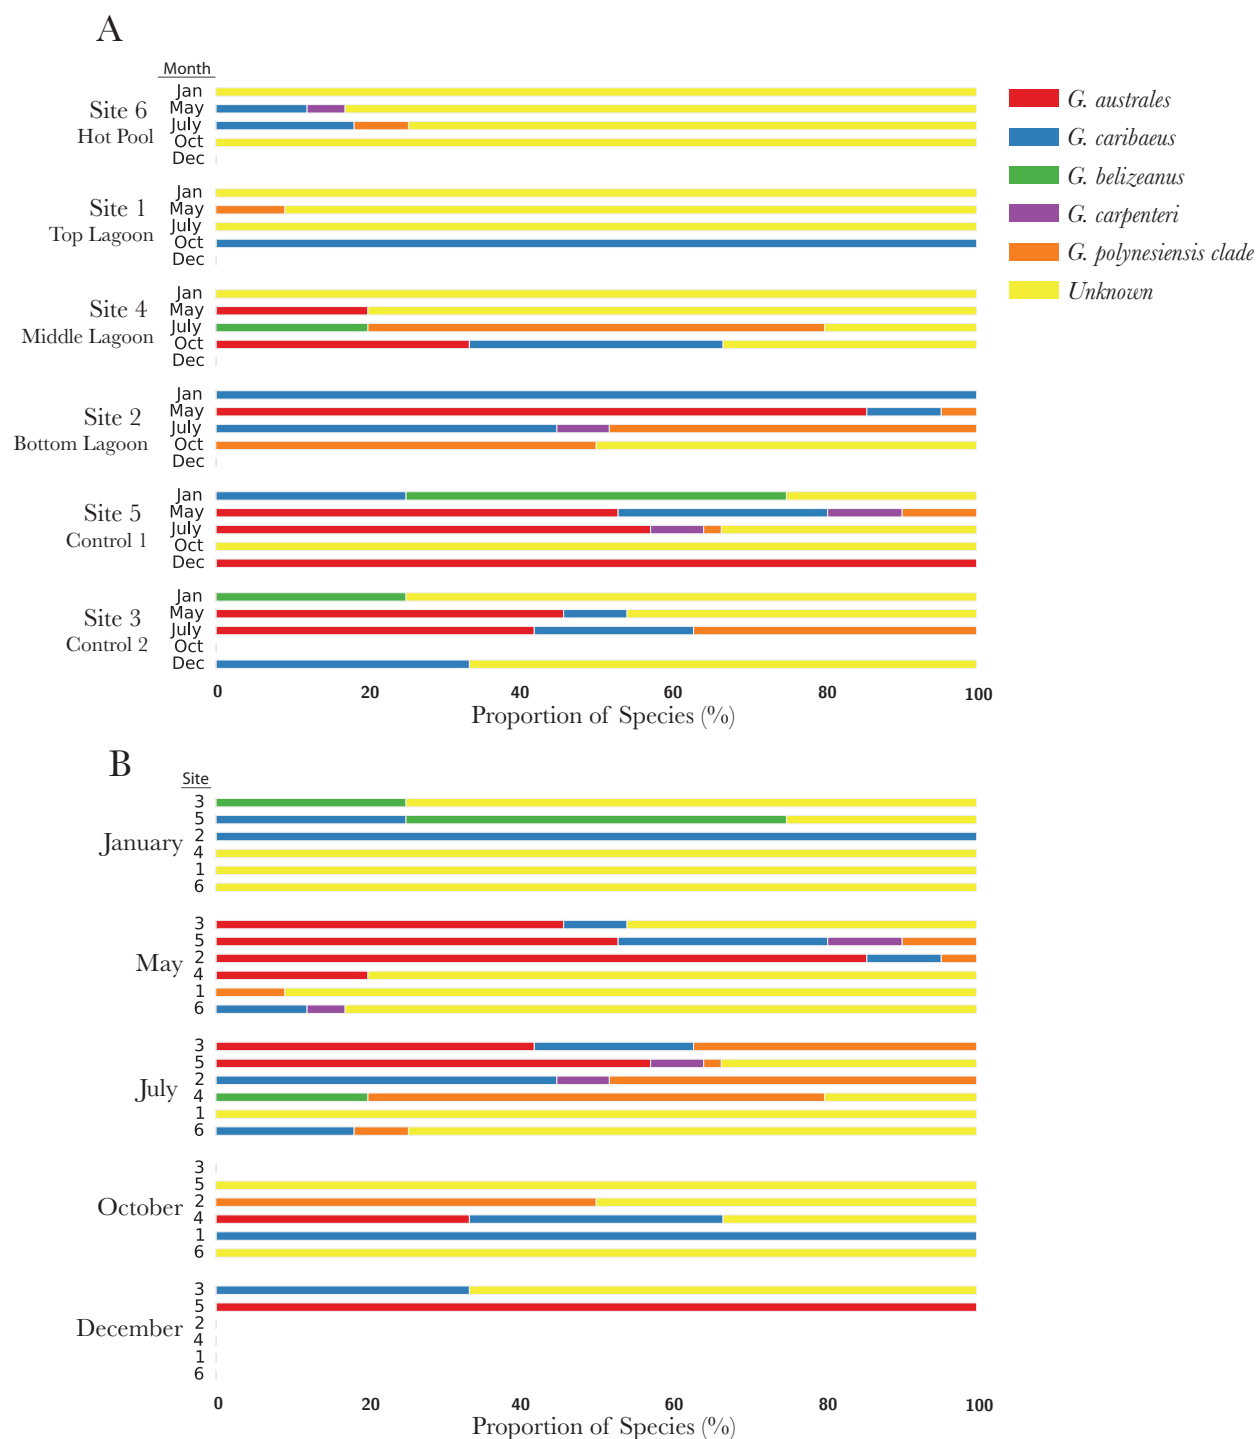 A
Month
Site 6
Hot Pool
Jan
May
July
Oct
Dec
Site 1
Top Lagoon
Jan
May
July
Oct
Dec
Site 4
Middle Lagoon
Jan
May
July
Oct
Dec
Site 2
Bottom Lagoon
Jan
May
July
Oct
Dec
Site 5
Control 1
Jan
May
July
Oct
Dec
Site 3
Control 2
Jan
May
July
Oct
Dec
0 20 40 60 80 100
Proportion of Species (%)
G. australes
G. caribaeus
G. belizeanus
G. carpenteri
G. polynesiensis clade
Unknown
B
Site
January
3
5
2
4
1
6
May
3
5
2
4
1
6
July
3
5
2
4
1
6
October
3
5
2
4
1
6
December
3
5
2
4
1
6
0 20 40 60 80 100
Proportion of Species (%)